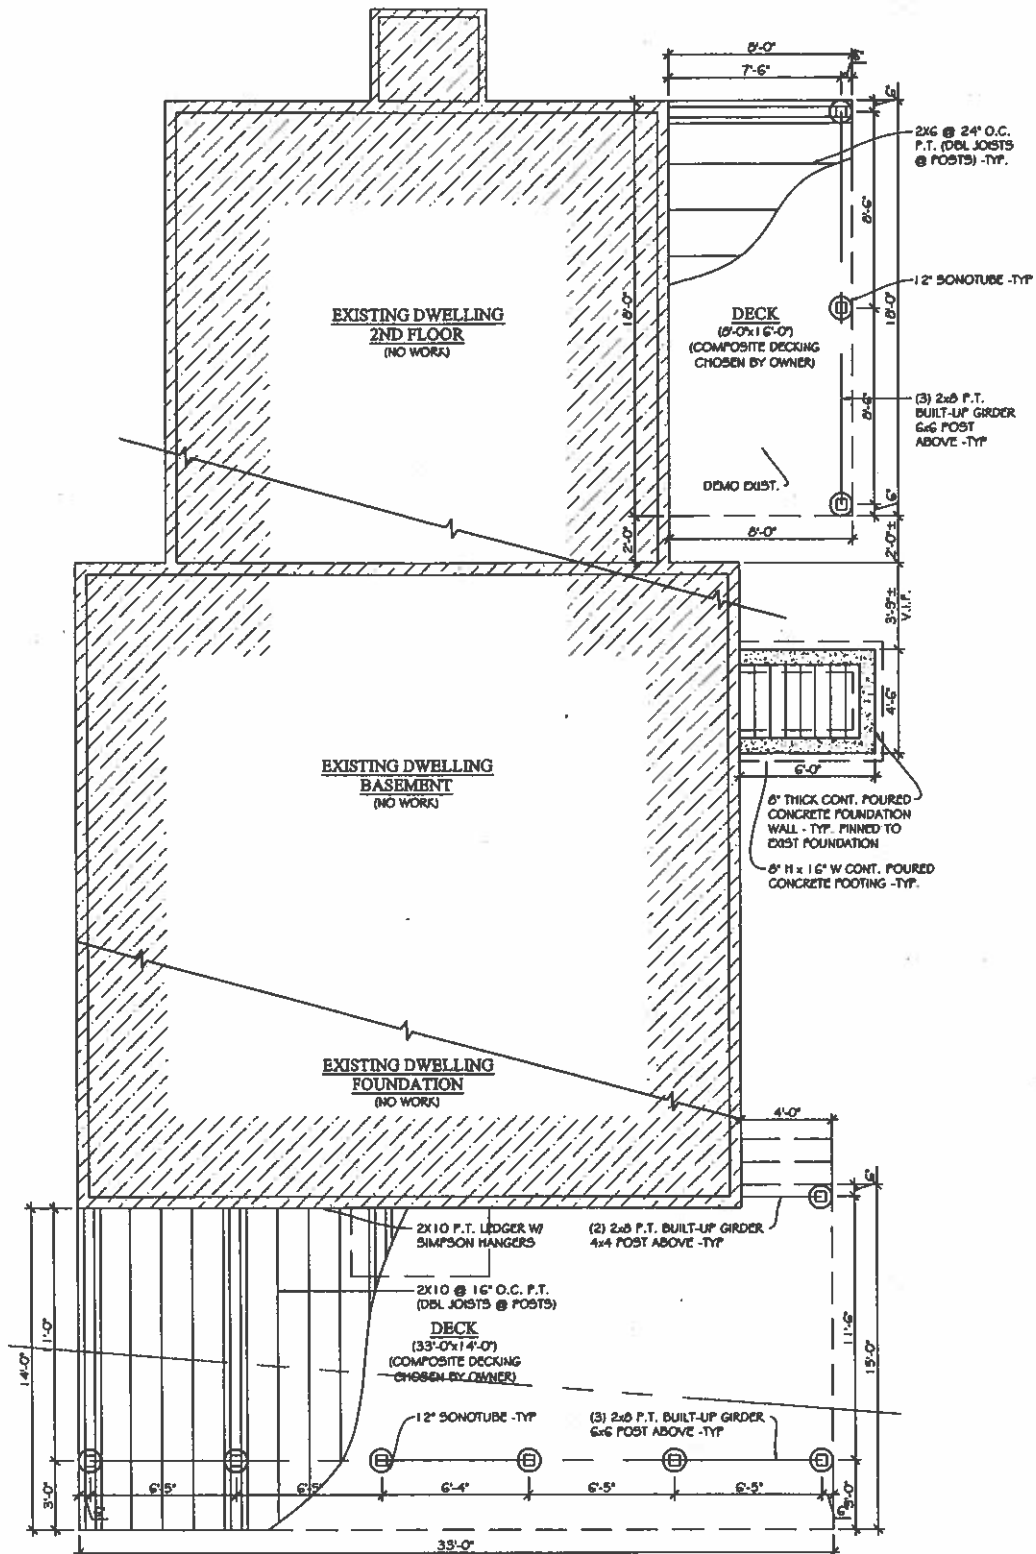 8'-0"
7'-6"
6"
6"
2X6 @ 24" O.C.
P.T. (DBL JOISTS
@ POSTS) -TYP.
8'-6"
EXISTING DWELLING
2ND FLOOR
(NO WORK)
18'-0"
DECK
(8'-0"x16'-0")
(COMPOSITE DECKING
CHOSEN BY OWNER)
12" SONOTUBE -TYP
18'-0"
8'-6"
(3) 2x8 P.T.
BUILT-UP GIRDER
6x6 POST
ABOVE -TYP
DEMO EXIST.
6"
8'-0"
2'-0"
2'-0"±
3'-9"±
V.I.F.
4'-6"
6'-0"
EXISTING DWELLING
BASEMENT
(NO WORK)
8" THICK CONT. POURED
CONCRETE FOUNDATION
WALL - TYP. PINNED TO
EXIST FOUNDATION
8" H x 16" W CONT. POURED
CONCRETE FOOTING -TYP.
EXISTING DWELLING
FOUNDATION
(NO WORK)
4'-0"
6"
2X10 P.T. LEDGER W/
SIMPSON HANGERS
(2) 2x8 P.T. BUILT-UP GIRDER
4x4 POST ABOVE -TYP
2X10 @ 16" O.C. P.T.
(DBL JOISTS @ POSTS)
DECK
(33'-0"x14'-0")
(COMPOSITE DECKING
CHOSEN BY OWNER)
14'-0"
11'-6"
15'-0"
12" SONOTUBE -TYP
(3) 2x8 P.T. BUILT-UP GIRDER
6x6 POST ABOVE -TYP
3'-0"
6'-5"
6'-5"
6'-4"
6'-5"
6'-5"
3'-0"
6"
33'-0"